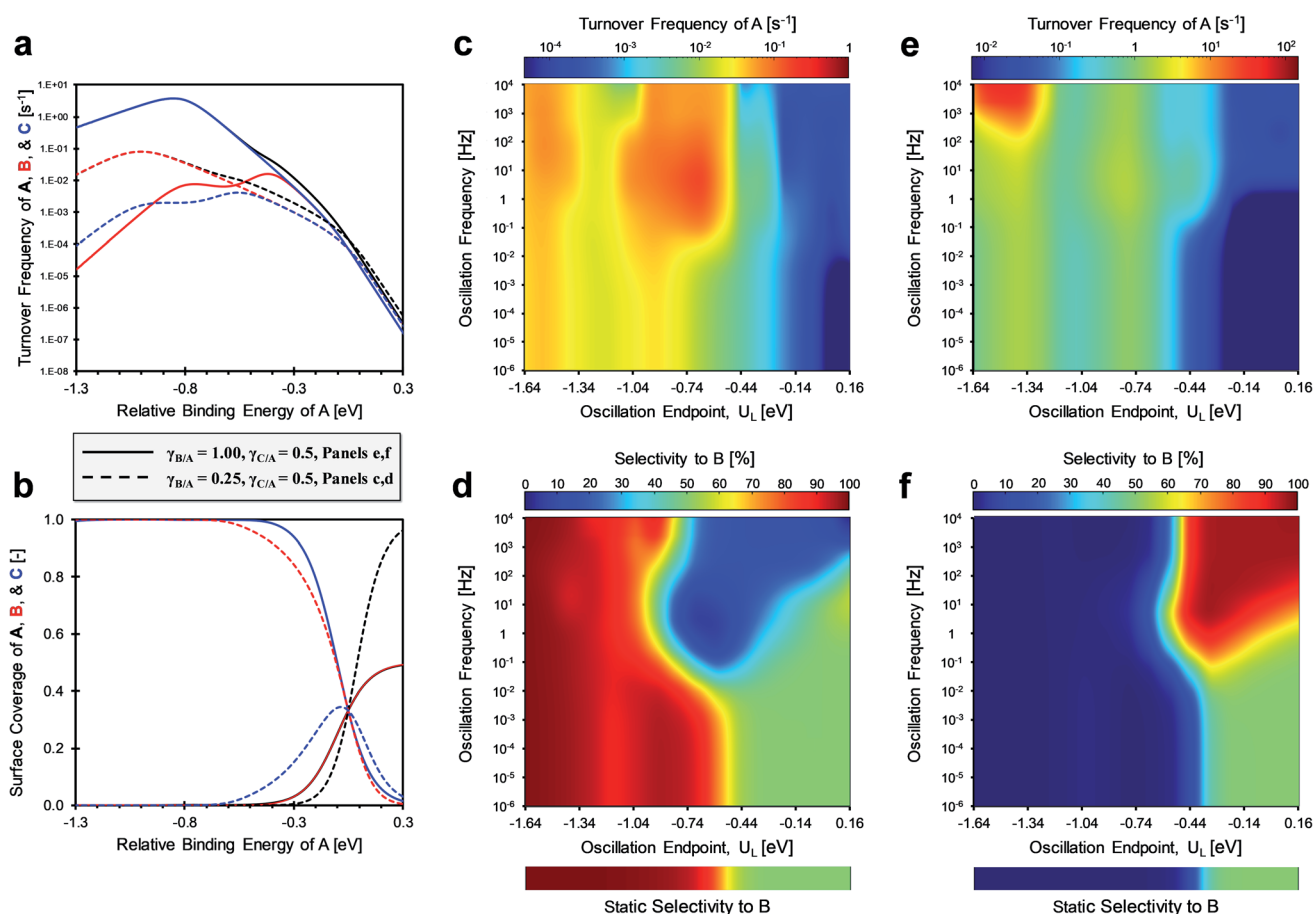 a
Turnover Frequency of A, B, & C [s⁻¹]
1.E+01
1.E+00
1.E-01
1.E-02
1.E-03
1.E-04
1.E-05
1.E-06
1.E-07
1.E-08
-1.3 -0.8 -0.3 0.3
Relative Binding Energy of A [eV]
γB/A = 1.00, γC/A = 0.5, Panels e,f
γB/A = 0.25, γC/A = 0.5, Panels c,d
b
Surface Coverage of A, B, & C [-]
1.0
0.8
0.6
0.4
0.2
0.0
-1.3 -0.8 -0.3 0.3
Relative Binding Energy of A [eV]
c
Turnover Frequency of A [s⁻¹]
10⁻⁴ 10⁻³ 10⁻² 10⁻¹ 1
Oscillation Frequency [Hz]
10⁴
10³
10²
10¹
1
10⁻¹
10⁻²
10⁻³
10⁻⁴
10⁻⁵
10⁻⁶
-1.64 -1.34 -1.04 -0.74 -0.44 -0.14 0.16
Oscillation Endpoint, UL [eV]
d
Selectivity to B [%]
0 10 20 30 40 50 60 70 80 90 100
Oscillation Frequency [Hz]
10⁴
10³
10²
10¹
1
10⁻¹
10⁻²
10⁻³
10⁻⁴
10⁻⁵
10⁻⁶
-1.64 -1.34 -1.04 -0.74 -0.44 -0.14 0.16
Oscillation Endpoint, UL [eV]
Static Selectivity to B
e
Turnover Frequency of A [s⁻¹]
10⁻² 10⁻¹ 1 10¹ 10²
Oscillation Frequency [Hz]
10⁴
10³
10²
10¹
1
10⁻¹
10⁻²
10⁻³
10⁻⁴
10⁻⁵
10⁻⁶
-1.64 -1.34 -1.04 -0.74 -0.44 -0.14 0.16
Oscillation Endpoint, UL [eV]
f
Selectivity to B [%]
0 10 20 30 40 50 60 70 80 90 100
Oscillation Frequency [Hz]
10⁴
10³
10²
10¹
1
10⁻¹
10⁻²
10⁻³
10⁻⁴
10⁻⁵
10⁻⁶
-1.64 -1.34 -1.04 -0.74 -0.44 -0.14 0.16
Oscillation Endpoint, UL [eV]
Static Selectivity to B